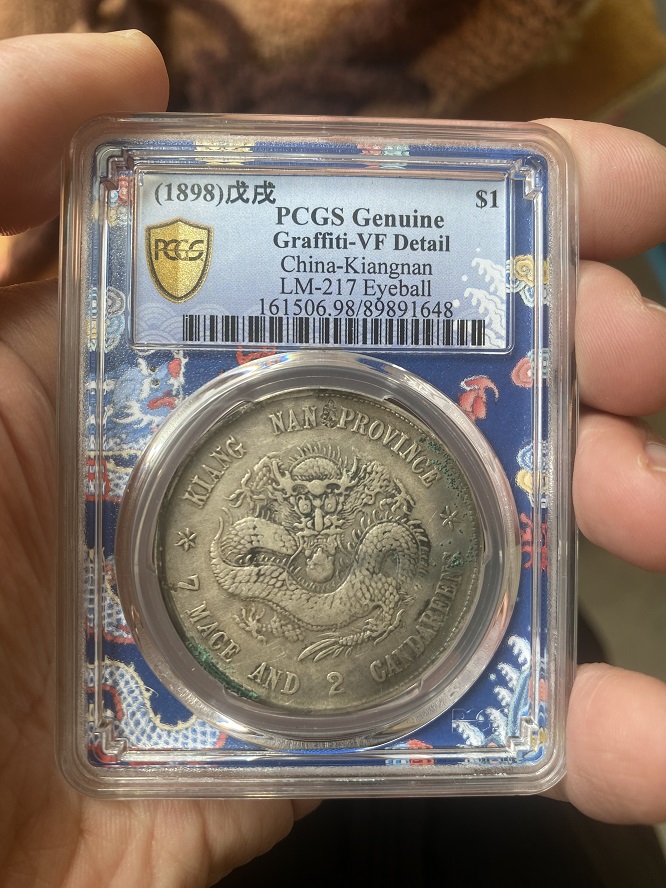 (1898)戊戌 $1
PCGS Genuine
Graffiti-VF Detail
China-Kiangnan
LM-217 Eyeball
161506.98/89891648
PCGS
KIANG NAN PROVINCE
7 MACE AND 2 CANDAREENS